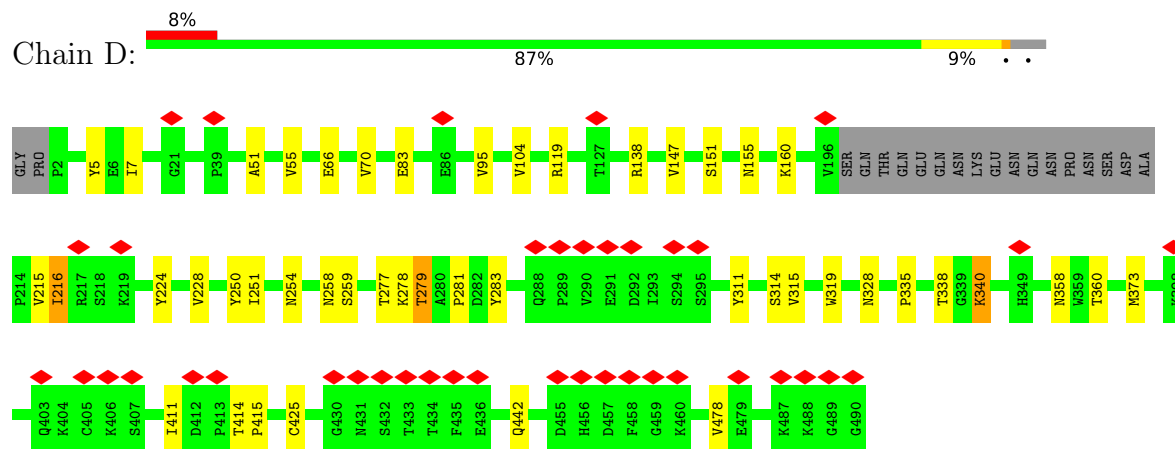 8%
Chain D:
87% 9% • •
GLY PRO P2 Y5 E6 I7 G21 P39 A51 V55 E66 V70 E83 E86 V95 V104 R119 T127 R138 V147 S151 N155 K160 V196 SER GLN THR GLN GLU GLU GLN ASN LYS GLU ASN GLN ASN PRO ASN SER ASP ALA
P214 V215 I216 R217 S218 K219 Y224 V228 Y250 I251 N254 N258 S259 T277 K278 T279 A280 P281 D282 Y283 Q288 P289 V290 E291 D292 I293 S294 S295 Y311 S314 V315 W319 N328 P335 T338 G339 K340 H349 N358 W359 T360 M373
Q403 K404 C405 K406 S407 I411 D412 P413 T414 P415 C425 G430 N431 S432 T433 T434 F435 E436 Q442 D455 H456 D457 F458 G459 K460 V478 E479 K487 K488 G489 G490